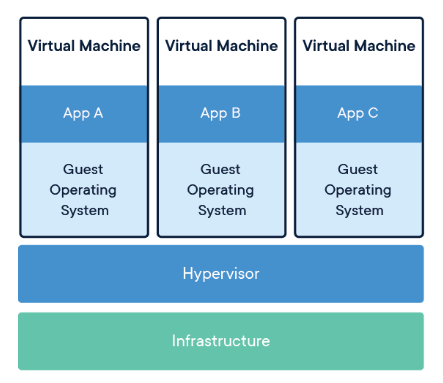 Virtual Machine Virtual Machine Virtual Machine
App A App B App C
Guest Guest Guest
Operating Operating Operating
System System System
Hypervisor
Infrastructure